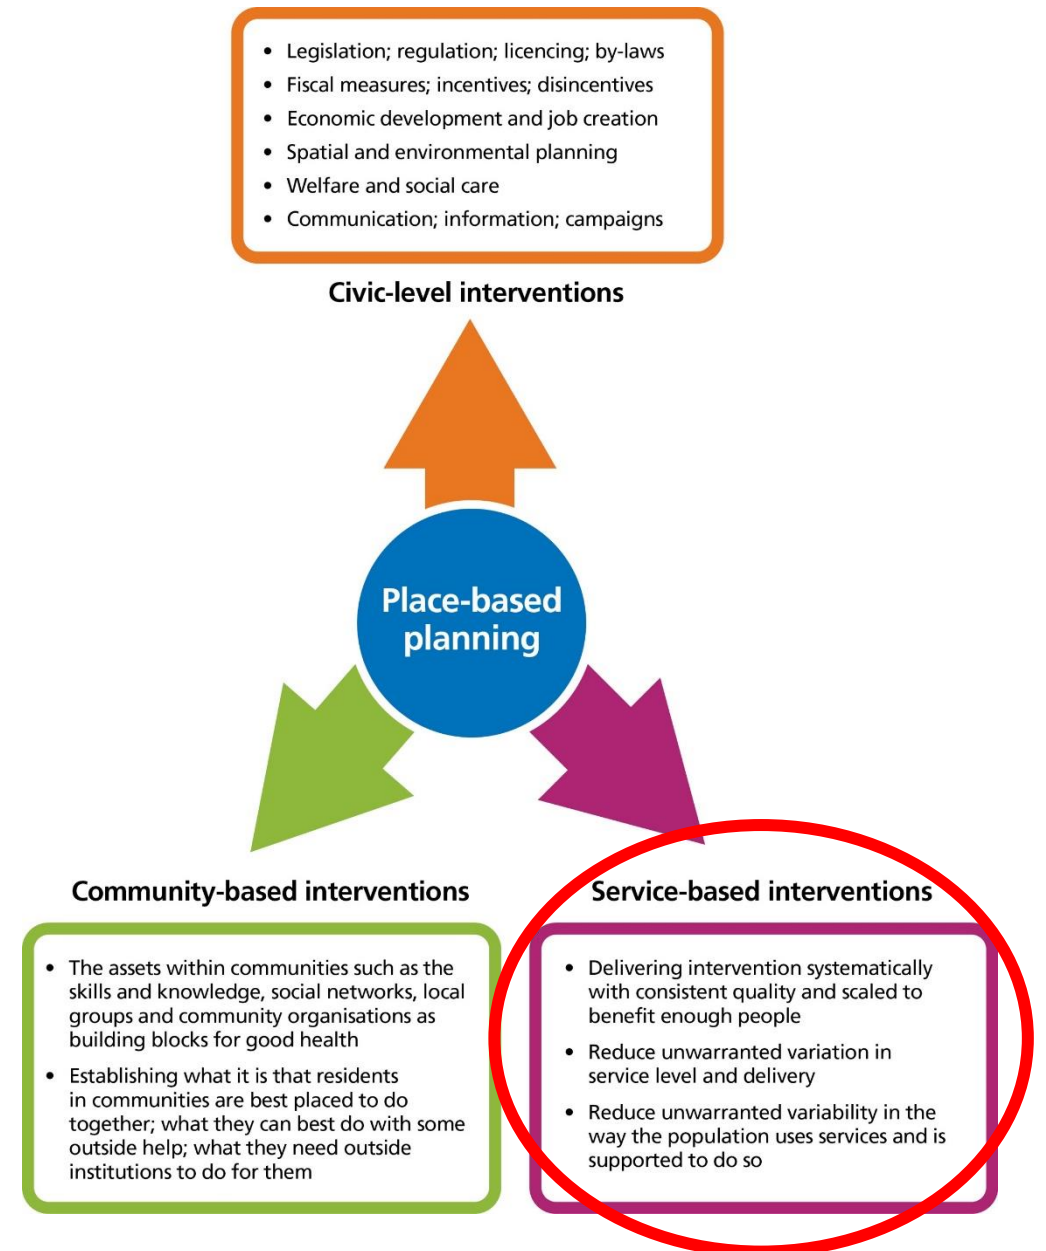 • Legislation; regulation; licencing; by-laws
• Fiscal measures; incentives; disincentives
• Economic development and job creation
• Spatial and environmental planning
• Welfare and social care
• Communication; information; campaigns
Civic-level interventions
Place-based
planning
Community-based interventions
• The assets within communities such as the
skills and knowledge, social networks, local
groups and community organisations as
building blocks for good health
• Establishing what it is that residents
in communities are best placed to do
together; what they can best do with some
outside help; what they need outside
institutions to do for them
Service-based interventions
• Delivering intervention systematically
with consistent quality and scaled to
benefit enough people
• Reduce unwarranted variation in
service level and delivery
• Reduce unwarranted variability in the
way the population uses services and is
supported to do so